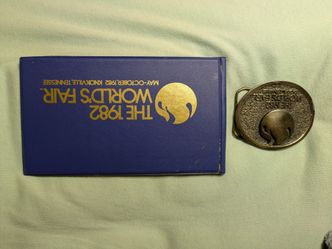 THE 1982
WORLD'S FAIR
MAY-OCTOBER, 1982 KNOXVILLE, TENNESSEE